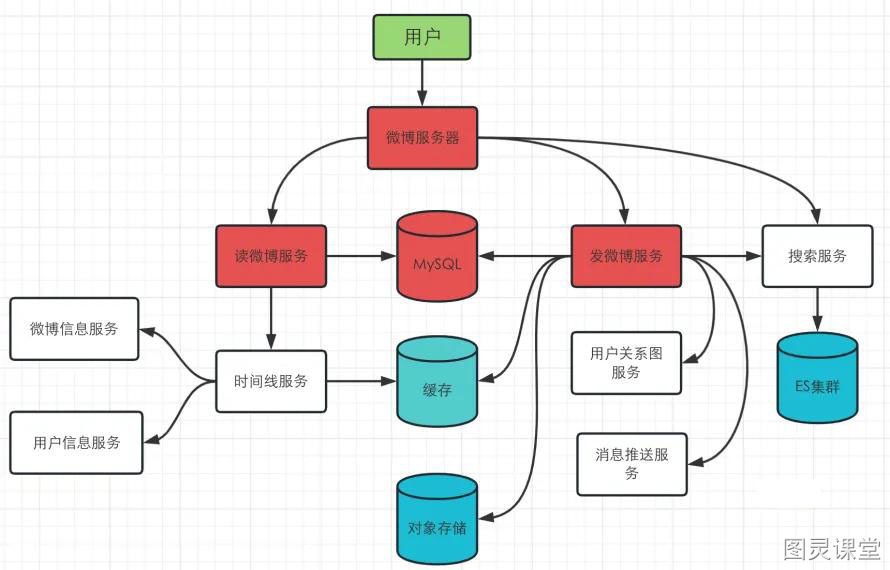 用户
微博服务器
读微博服务
MySQL
发微博服务
搜索服务
微博信息服务
时间线服务
缓存
用户关系图
服务
ES集群
用户信息服务
消息推送服
务
对象存储
图灵课堂